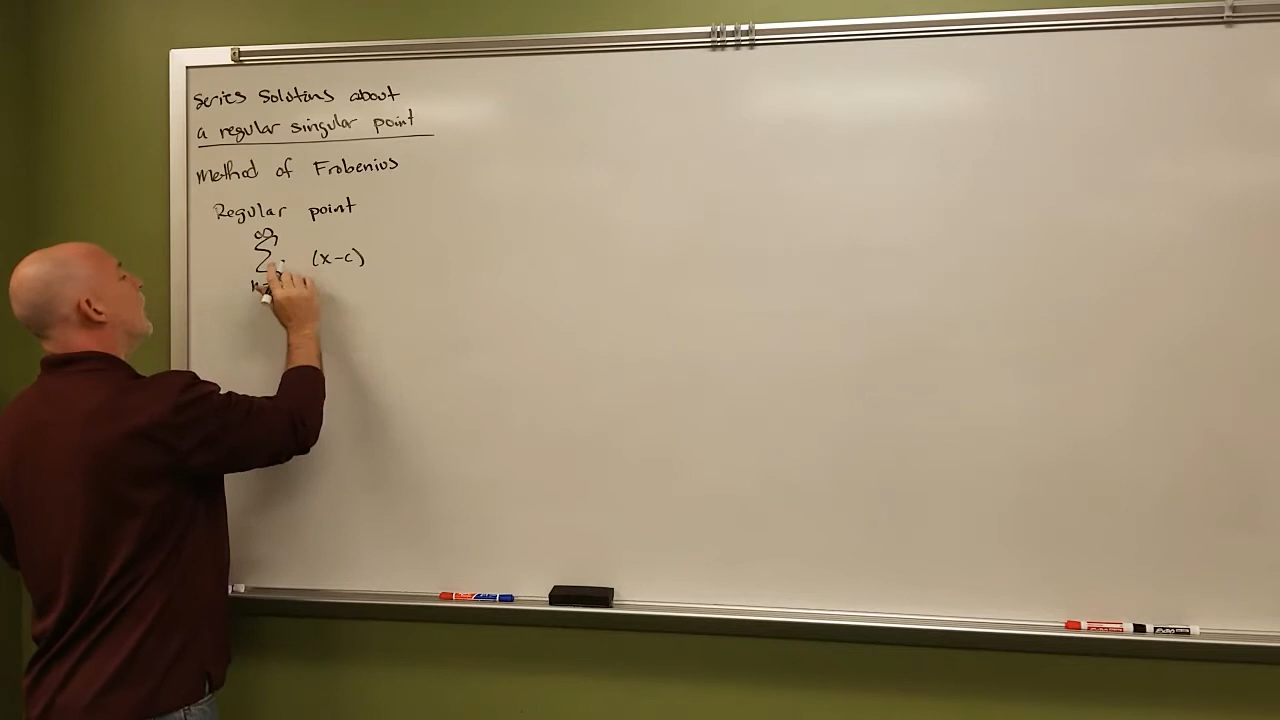 Series Solutions about
a regular singular point
Method of Frobenius
Regular point
∞
∑ (x-c)